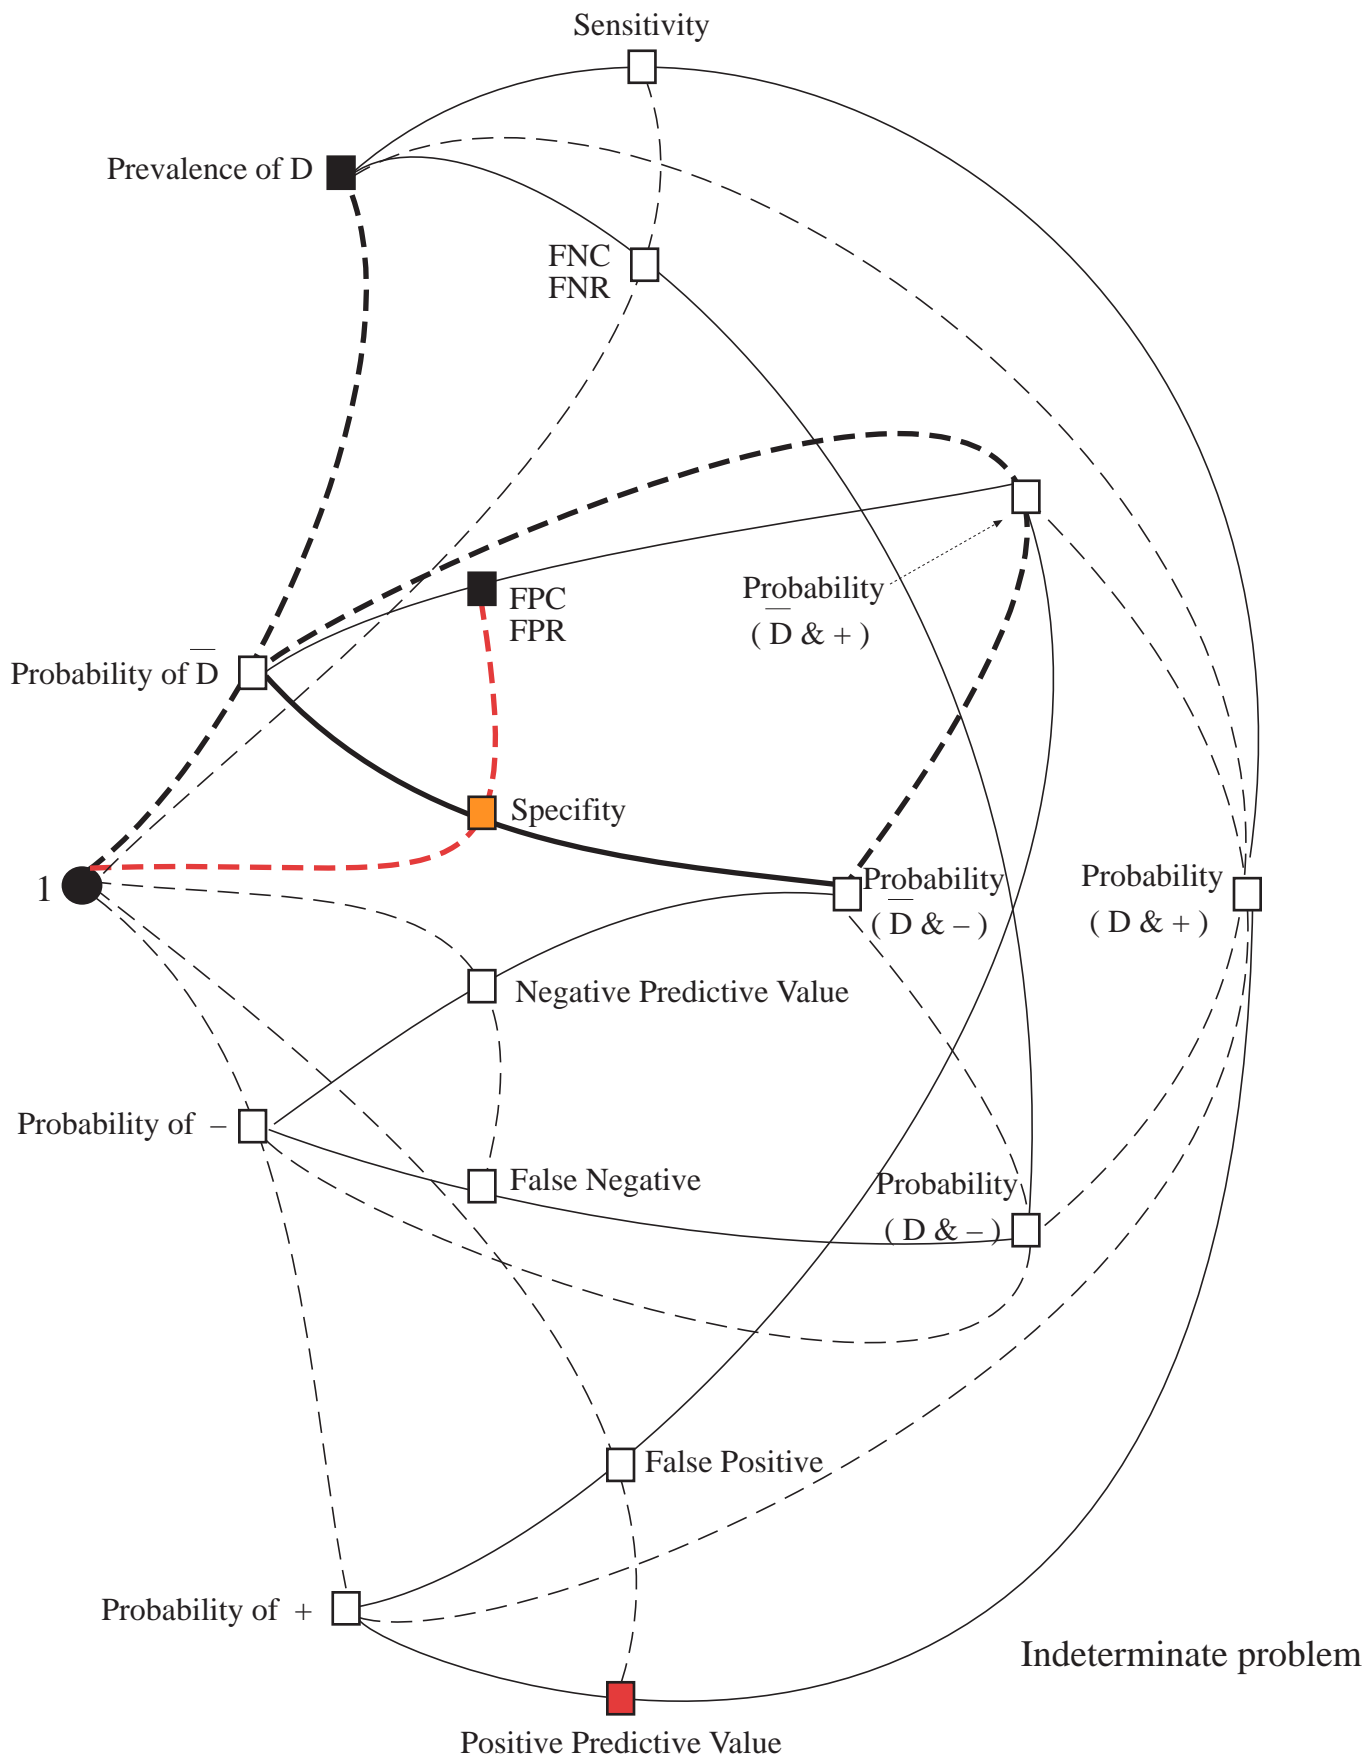 Sensitivity
Prevalence of D
FNC
FNR
FPC
FPR
Probability
( D̅ & + )
Probability of D̅
Specifity
1
Probability
( D̅ & – )
Probability
( D & + )
Negative Predictive Value
Probability of –
False Negative
Probability
( D & – )
False Positive
Probability of +
Indeterminate problem
Positive Predictive Value